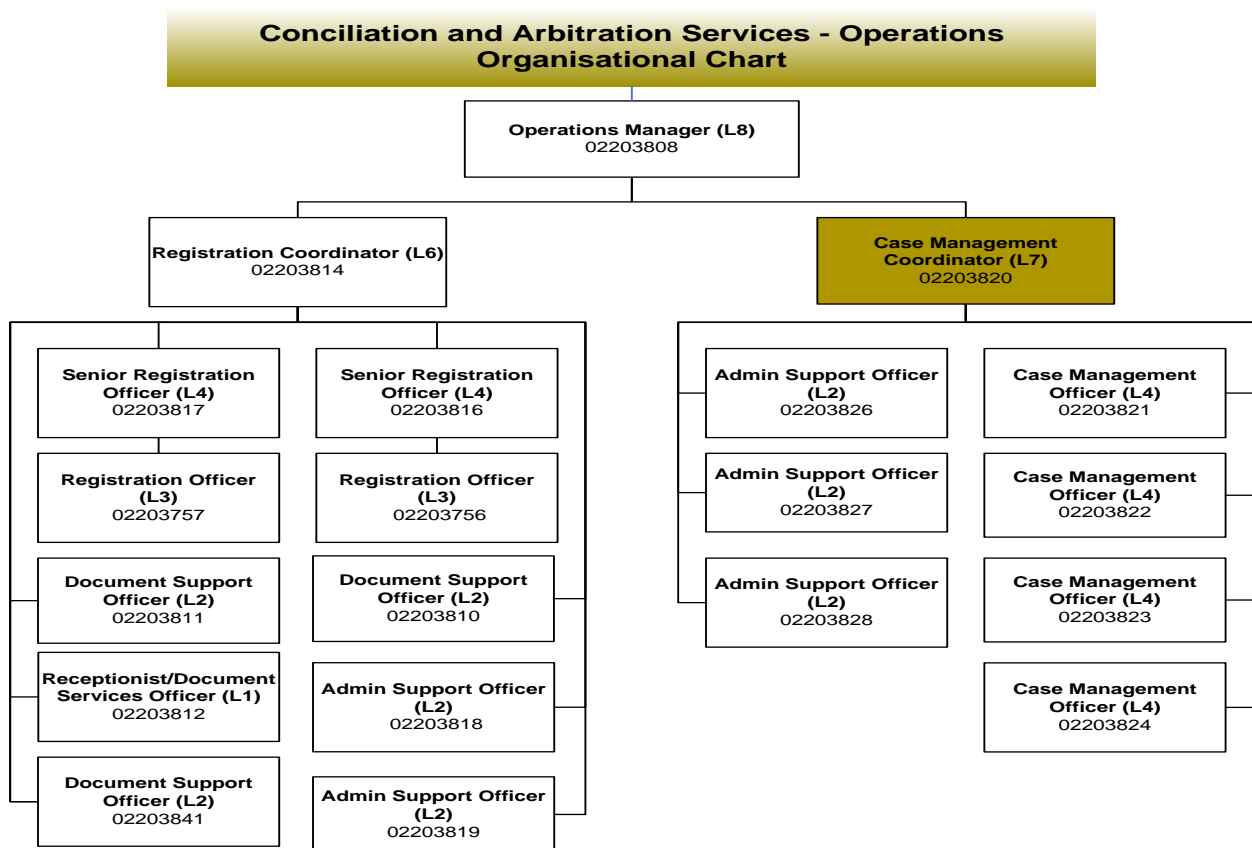 Conciliation and Arbitration Services - Operations
Organisational Chart
Operations Manager (L8)
02203808
Registration Coordinator (L6)
02203814
Case Management
Coordinator (L7)
02203820
Senior Registration
Officer (L4)
02203817
Senior Registration
Officer (L4)
02203816
Admin Support Officer
(L2)
02203826
Case Management
Officer (L4)
02203821
Registration Officer
(L3)
02203757
Registration Officer
(L3)
02203756
Admin Support Officer
(L2)
02203827
Case Management
Officer (L4)
02203822
Document Support
Officer (L2)
02203811
Document Support
Officer (L2)
02203810
Admin Support Officer
(L2)
02203828
Case Management
Officer (L4)
02203823
Receptionist/Document
Services Officer (L1)
02203812
Admin Support Officer
(L2)
02203818
Case Management
Officer (L4)
02203824
Document Support
Officer (L2)
02203841
Admin Support Officer
(L2)
02203819